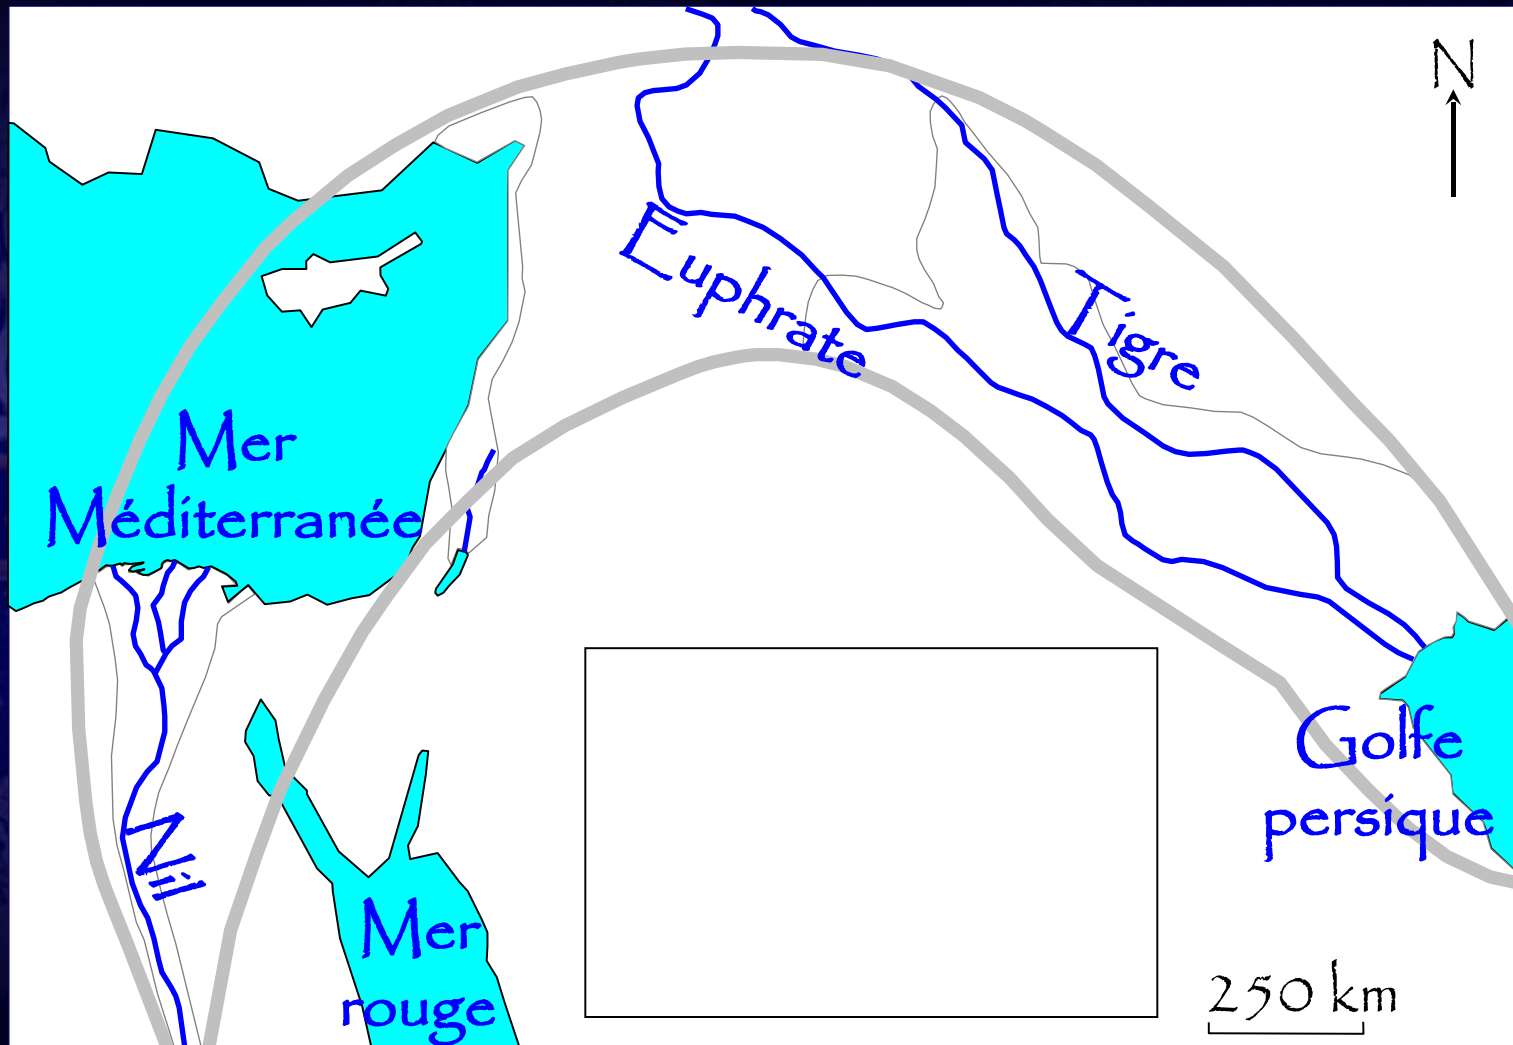 N
Euphrate
Tigre
Mer
Méditerranée
Golfe
persique
Nil
Mer
rouge
250 km